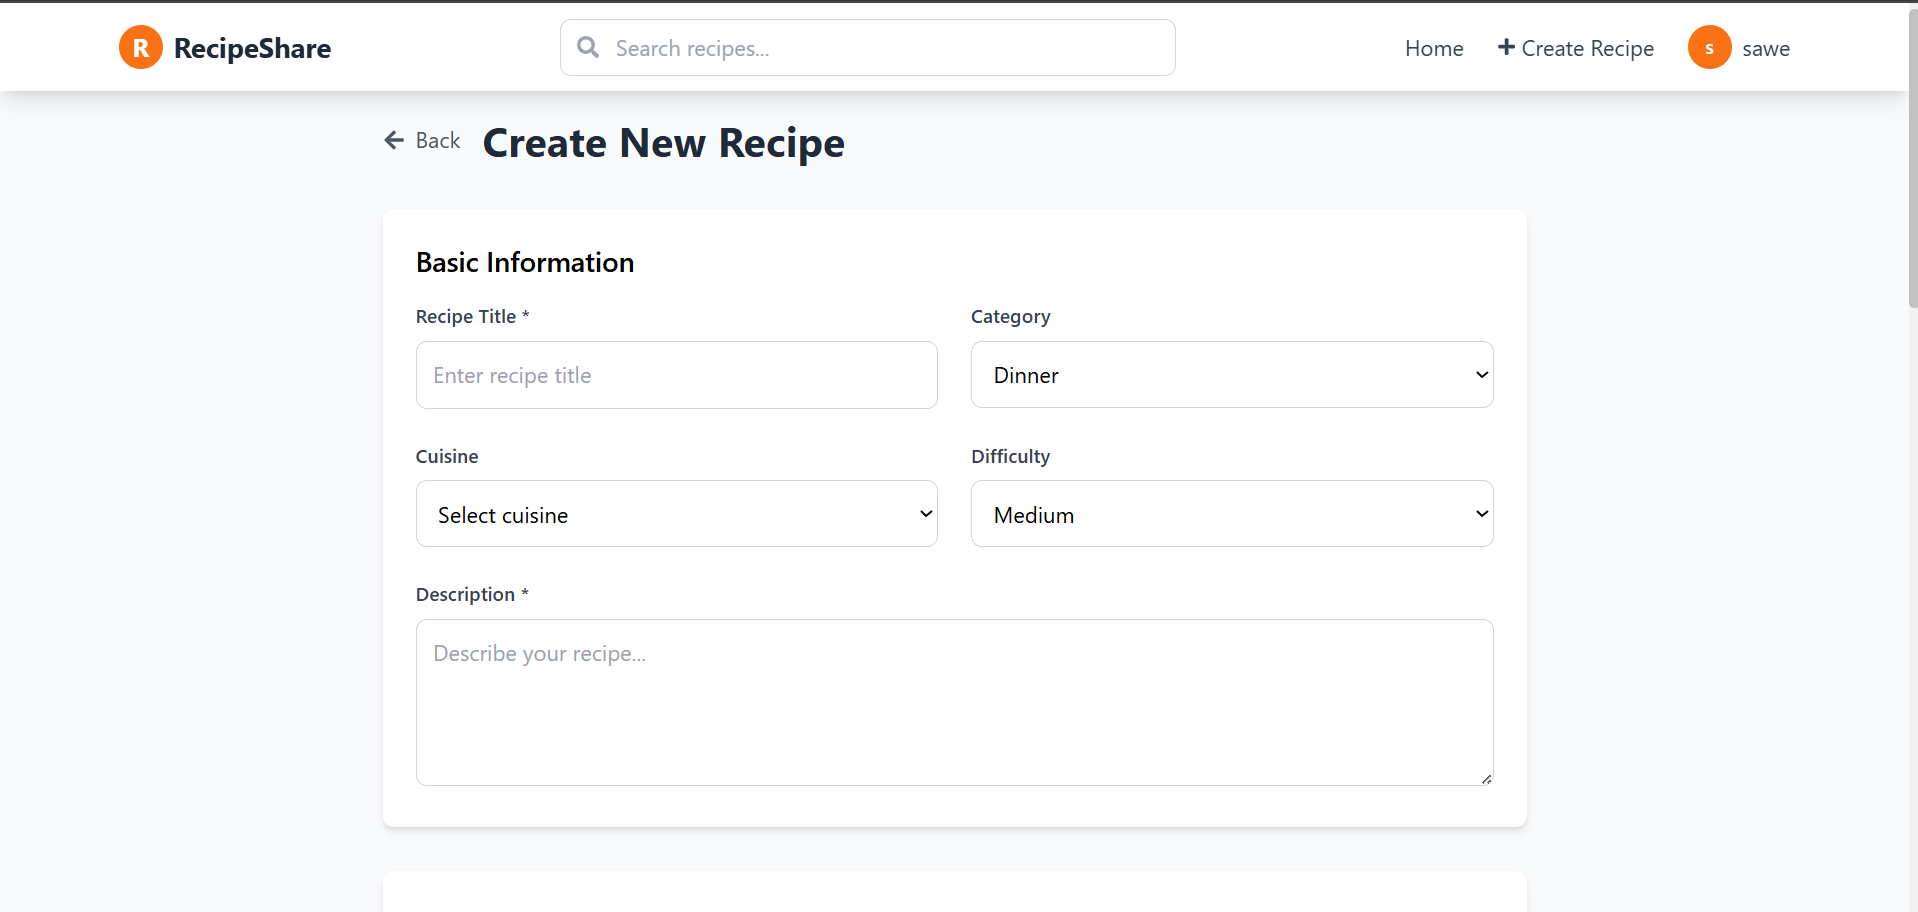 R RecipeShare Search recipes... Home + Create Recipe s sawe
← Back Create New Recipe
Basic Information
Recipe Title * Category
Enter recipe title Dinner
Cuisine Difficulty
Select cuisine Medium
Description *
Describe your recipe...